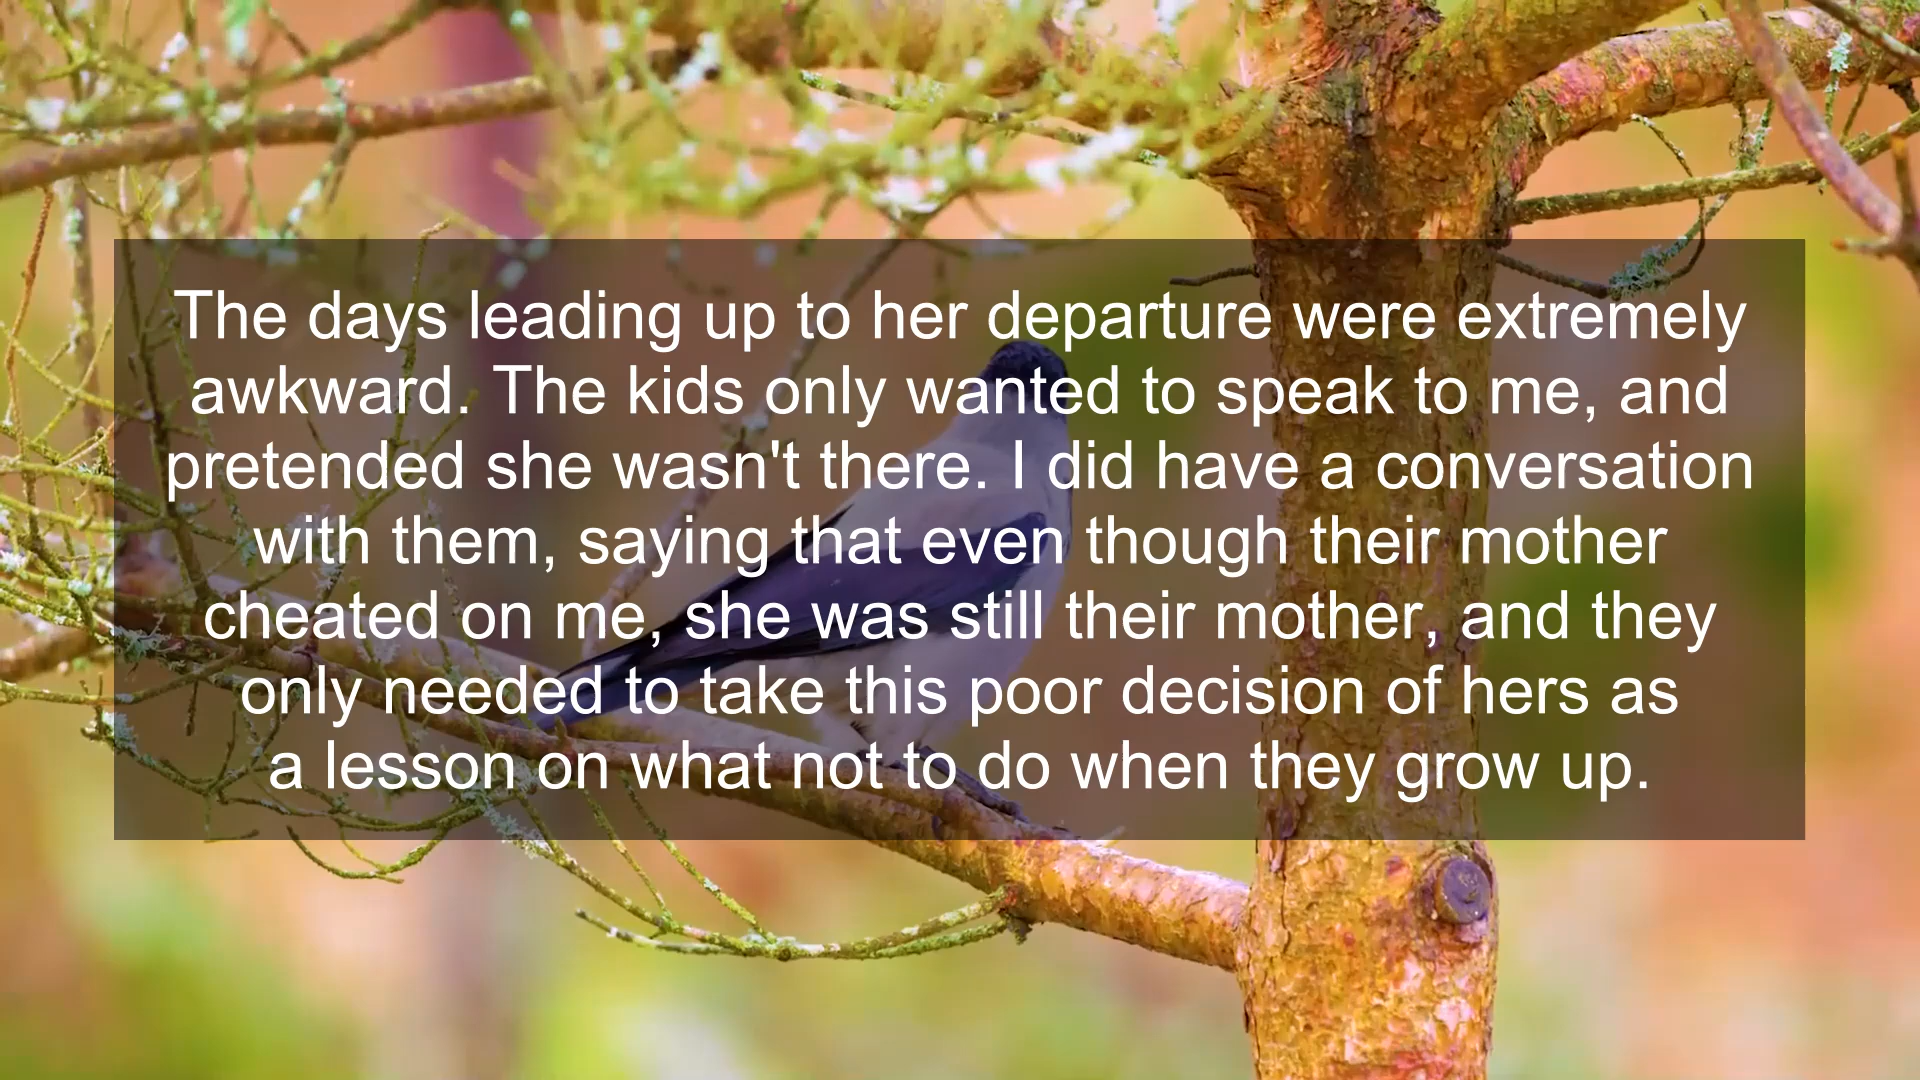 The days leading up to her departure were extremely
awkward. The kids only wanted to speak to me, and
pretended she wasn't there. I did have a conversation
with them, saying that even though their mother
cheated on me, she was still their mother, and they
only needed to take this poor decision of hers as
a lesson on what not to do when they grow up.